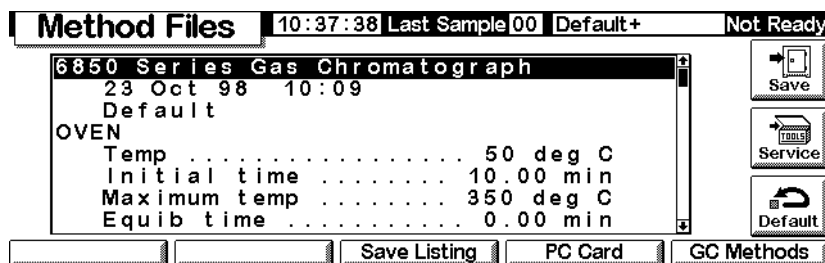 Method Files 10:37:38 Last Sample 00 Default+ Not Ready
6850 Series Gas Chromatograph
23 Oct 98 10:09
Default
OVEN
Temp .................. 50 deg C
Initial time ........ 10.00 min
Maximum temp ........ 350 deg C
Equib time ........... 0.00 min
Save
TOOLS
Service
Default
Save Listing PC Card GC Methods